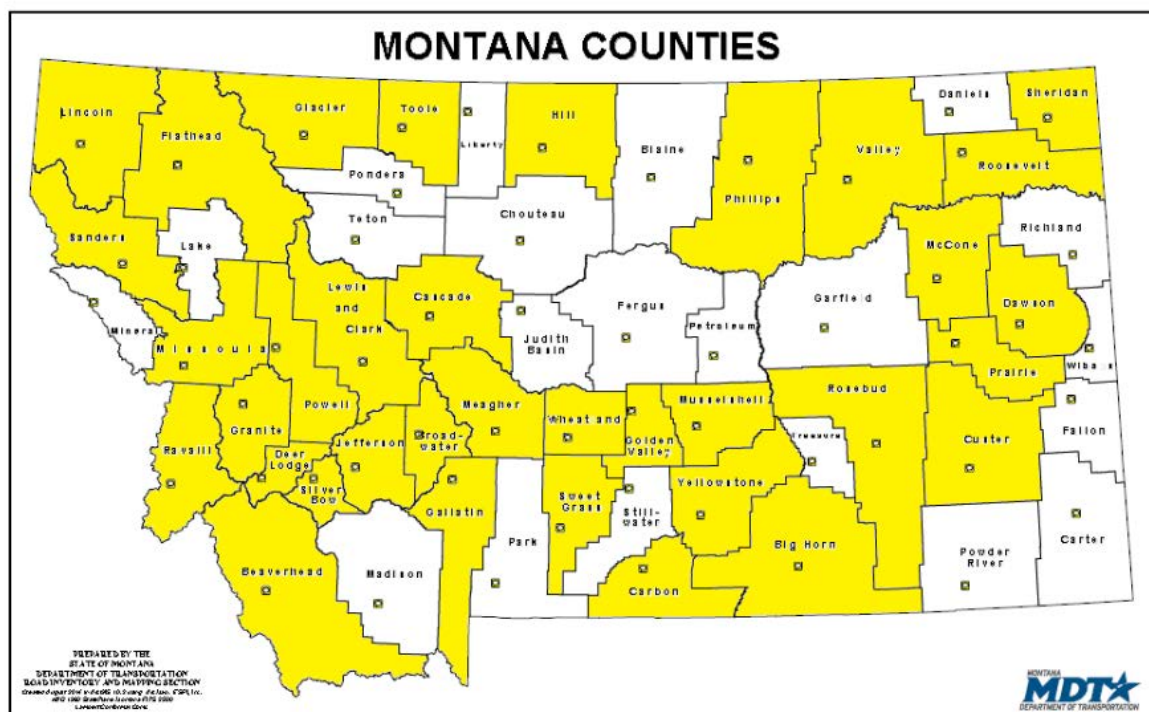 MONTANA COUNTIES
Lincoln
Flathead
Glacier
Toole
Liberty
Hill
Blaine
Phillips
Valley
Daniels
Sheridan
Roosevelt
Pondera
Teton
Chouteau
Sanders
Lake
McCone
Richland
Mineral
Missoula
Lewis
and
Clark
Cascade
Judith
Basin
Fergus
Petroleum
Garfield
Dawson
Wibaux
Prairie
Powell
Granite
Ravalli
Deer
Lodge
Silver
Bow
Jefferson
Broad-
water
Meagher
Wheatland
Golden
Valley
Musselshell
Rosebud
Treasure
Custer
Fallon
Gallatin
Park
Sweet
Grass
Still-
water
Yellowstone
Big Horn
Powder
River
Carter
Beaverhead
Madison
Carbon
PREPARED BY THE
STATE OF MONTANA
DEPARTMENT OF TRANSPORTATION
ROAD INVENTORY AND MAPPING SECTION
MONTANA
MDT
DEPARTMENT OF TRANSPORTATION